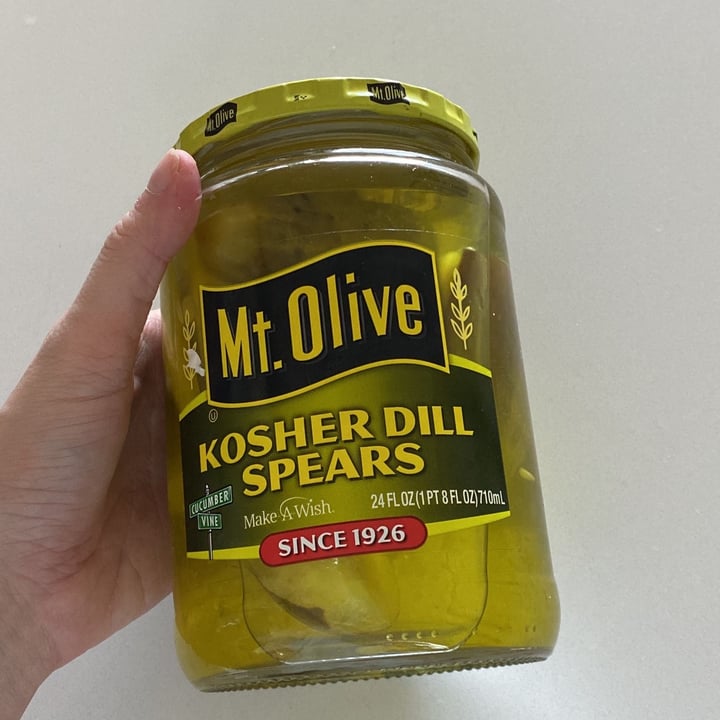 Mt.Olive
Mt.Olive
Mt.Olive
U
KOSHER DILL
SPEARS
CUCUMBER
VINE
Make A Wish.
24 FL OZ (1 PT 8 FL OZ) 710mL
SINCE 1926